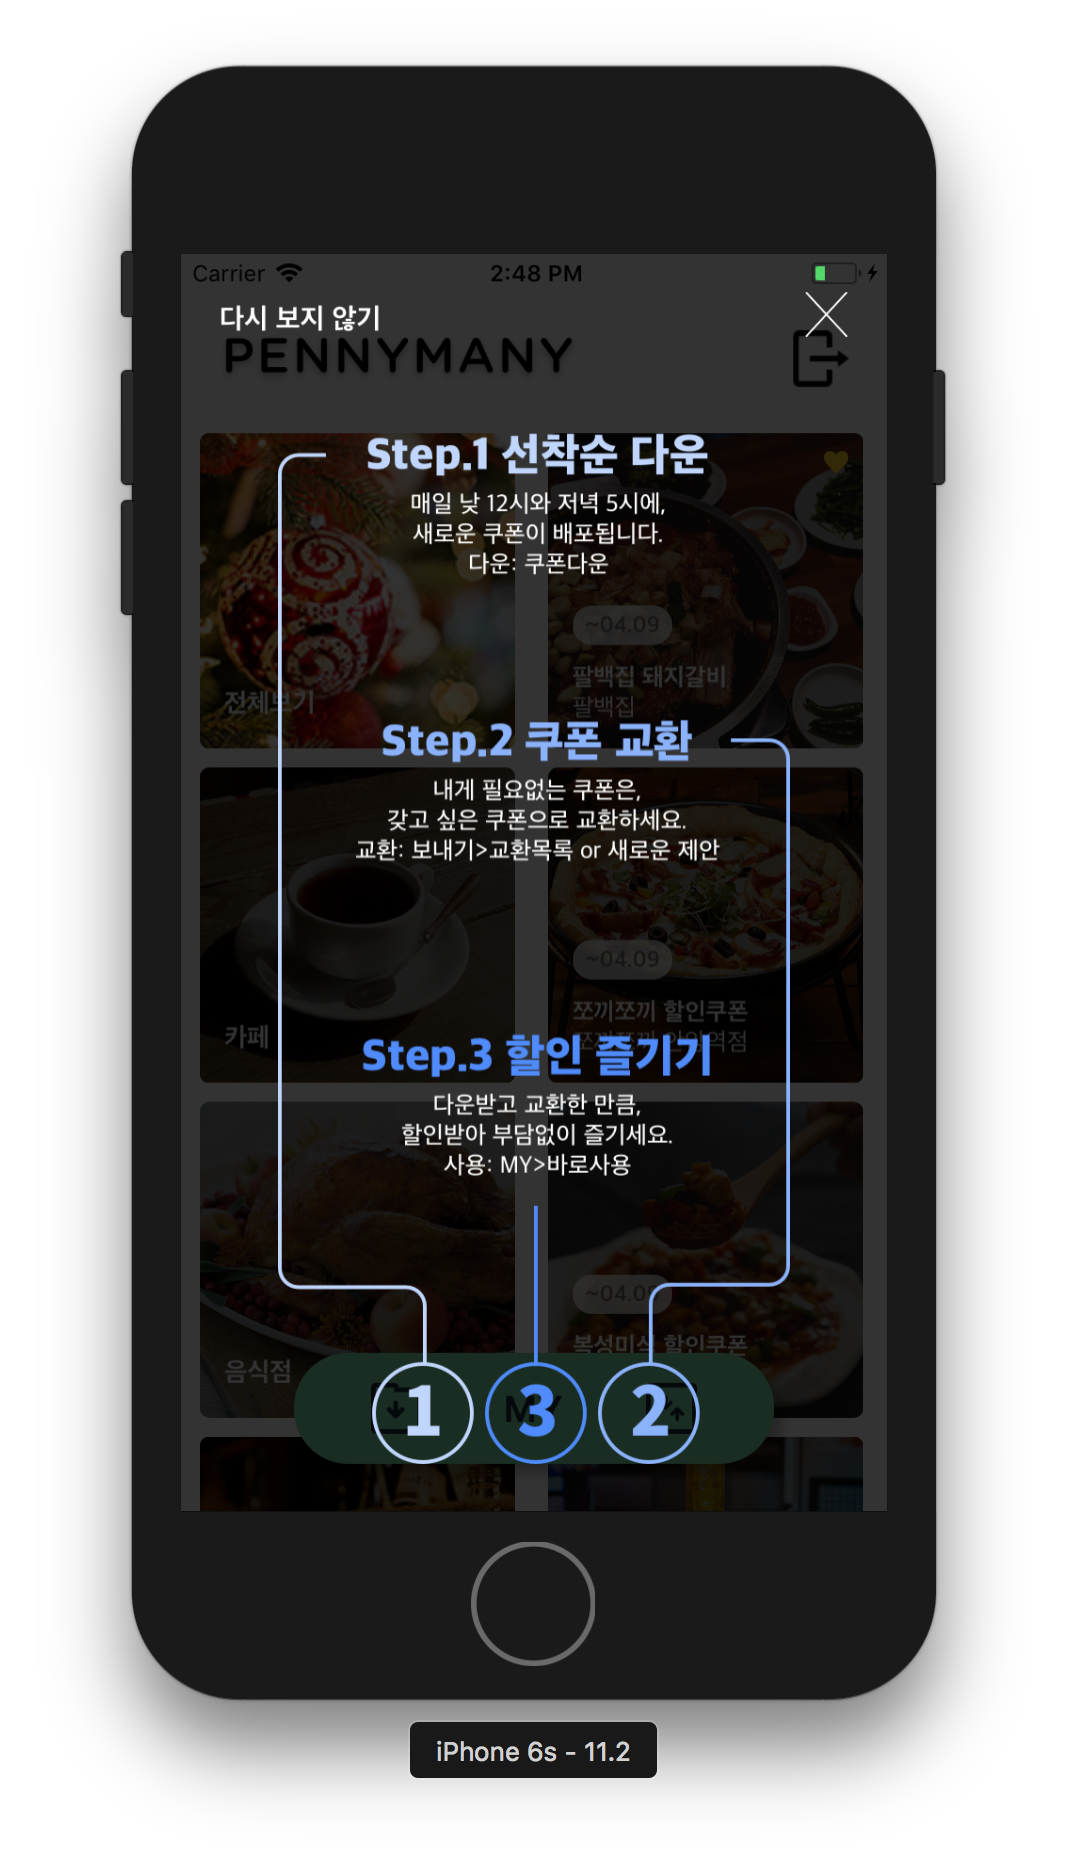 Carrier 2:48 PM
다시 보지 않기
PENNYMANY
Step.1 선착순 다운
매일 낮 12시와 저녁 5시에,
새로운 쿠폰이 배포됩니다.
다운: 쿠폰다운
~04.09
전체보기
팔백집 돼지갈비
팔백집
Step.2 쿠폰 교환
내게 필요없는 쿠폰은,
갖고 싶은 쿠폰으로 교환하세요.
교환: 보내기>교환목록 or 새로운 제안
~04.09
카페
쪼끼쪼끼 할인쿠폰
쪼끼쪼끼 안암역점
Step.3 할인 즐기기
다운받고 교환한 만큼,
할인받아 부담없이 즐기세요.
사용: MY>바로사용
~04.09
음식점
복성미식 할인쿠폰
1 3 2
MY
iPhone 6s - 11.2